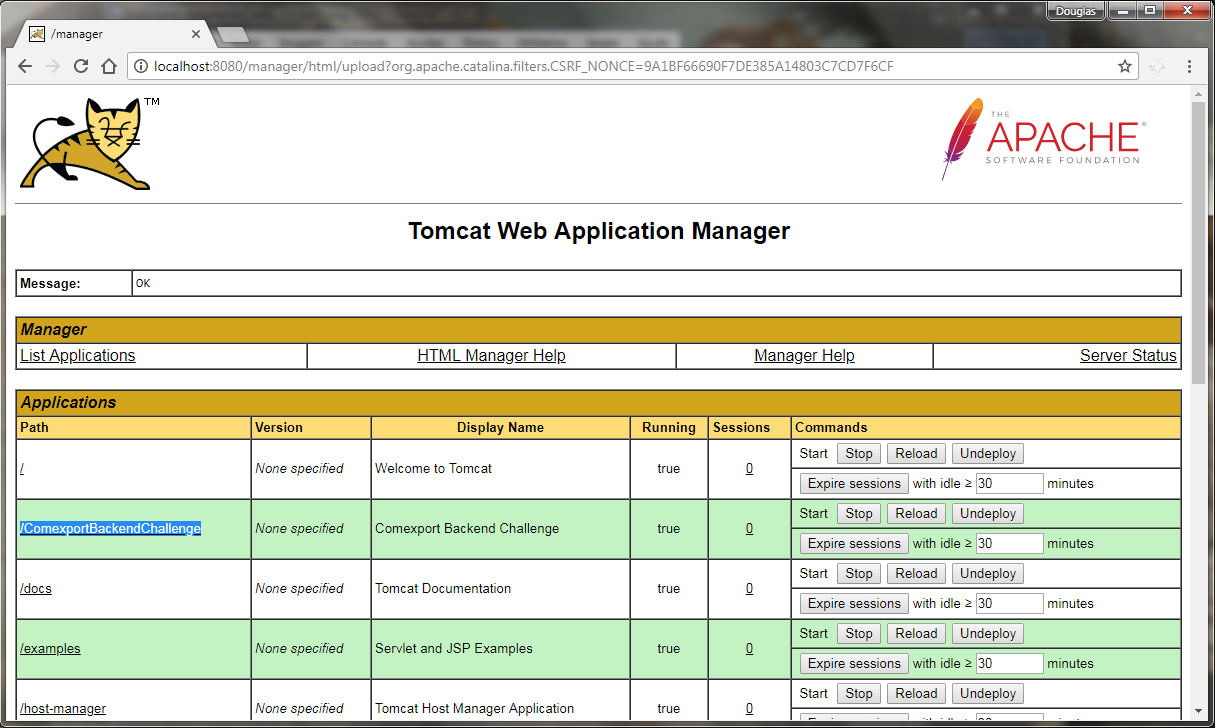 Douglas
/manager
localhost:8080/manager/html/upload?org.apache.catalina.filters.CSRF_NONCE=9A1BF66690F7DE385A14803C7CD7F6CF
TM
THE
APACHE®
SOFTWARE FOUNDATION
Tomcat Web Application Manager
Message: OK
Manager
List Applications HTML Manager Help Manager Help Server Status
Applications
Path Version Display Name Running Sessions Commands
/ None specified Welcome to Tomcat true 0 Start Stop Reload Undeploy
Expire sessions with idle ≥ 30 minutes
/ComexportBackendChallenge None specified Comexport Backend Challenge true 0 Start Stop Reload Undeploy
Expire sessions with idle ≥ 30 minutes
/docs None specified Tomcat Documentation true 0 Start Stop Reload Undeploy
Expire sessions with idle ≥ 30 minutes
/examples None specified Servlet and JSP Examples true 0 Start Stop Reload Undeploy
Expire sessions with idle ≥ 30 minutes
/host-manager None specified Tomcat Host Manager Application true 0 Start Stop Reload Undeploy